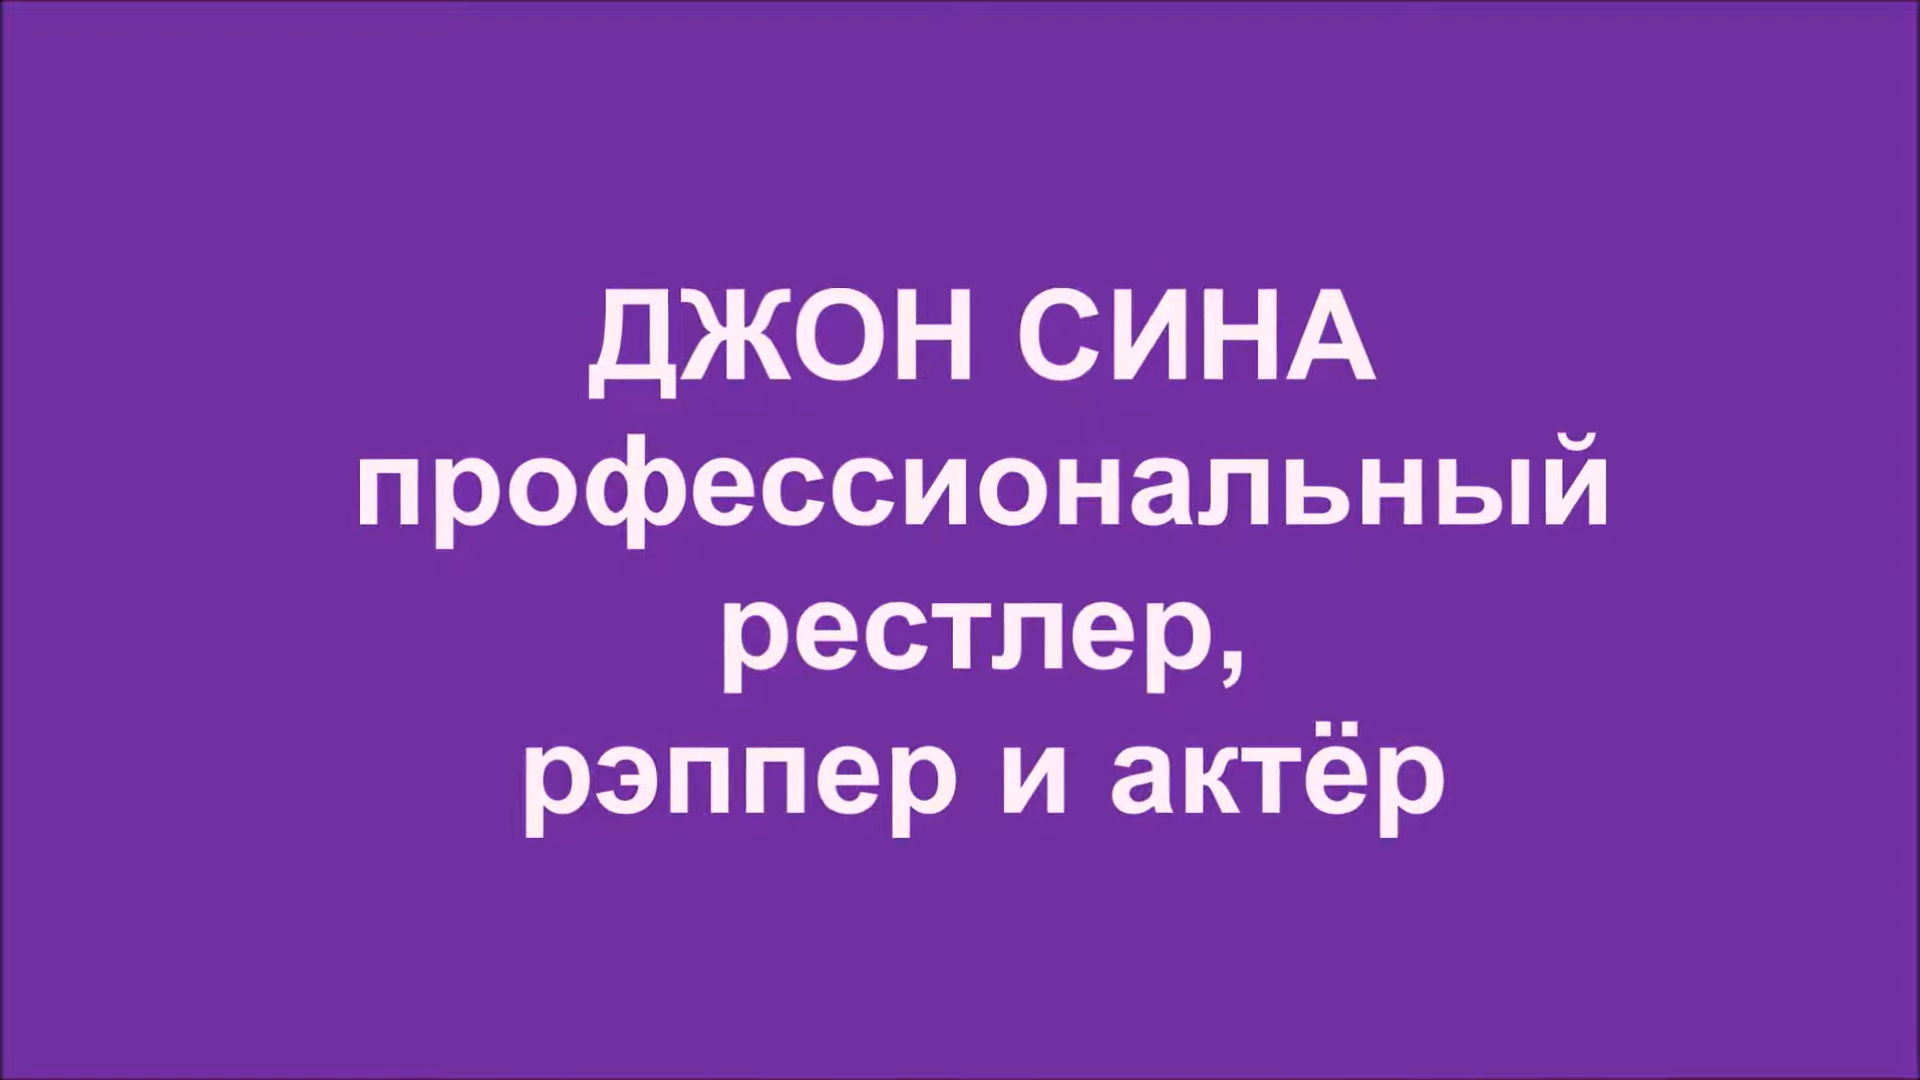 ДЖОН СИНА
профессиональный
рестлер,
рэппер и актёр